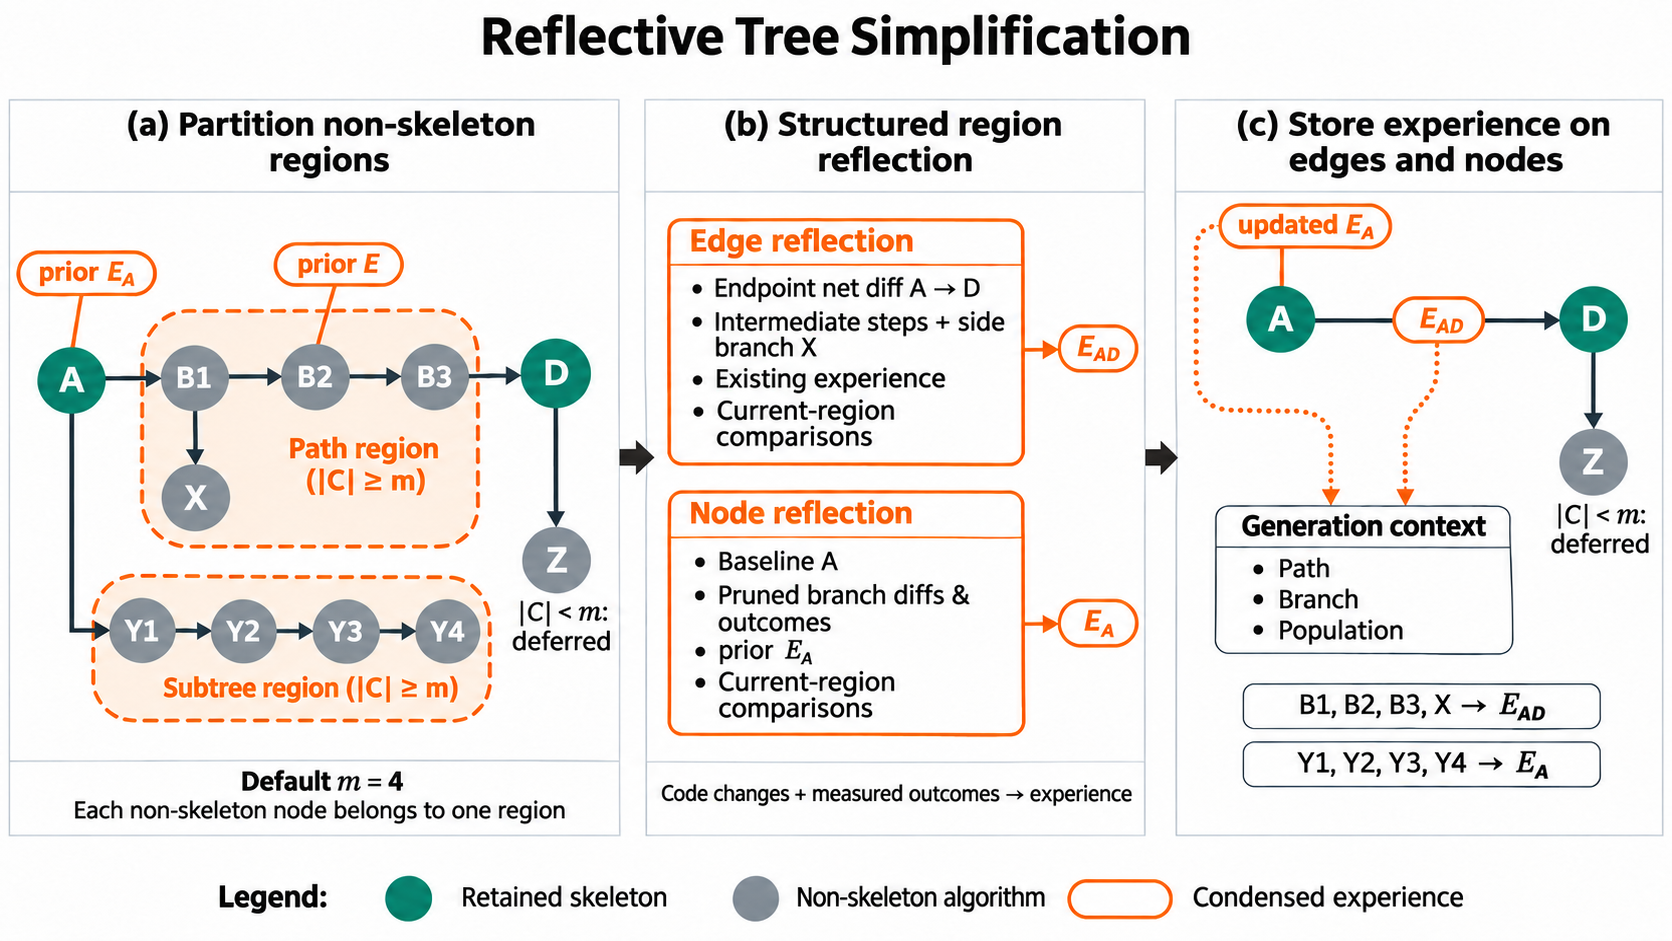 Reflective Tree Simplification
(a) Partition non-skeleton
regions
prior E_A
prior E
A
B1
B2
B3
D
X
Path region
(|C| ≥ m)
Z
|C| < m:
deferred
Y1
Y2
Y3
Y4
Subtree region (|C| ≥ m)
Default m = 4
Each non-skeleton node belongs to one region
(b) Structured region
reflection
Edge reflection
• Endpoint net diff A → D
• Intermediate steps + side
branch X
• Existing experience
• Current-region
comparisons
E_AD
Node reflection
• Baseline A
• Pruned branch diffs &
outcomes
• prior E_A
• Current-region
comparisons
E_A
Code changes + measured outcomes → experience
(c) Store experience on
edges and nodes
updated E_A
A
E_AD
D
Z
|C| < m:
deferred
Generation context
• Path
• Branch
• Population
B1, B2, B3, X → E_AD
Y1, Y2, Y3, Y4 → E_A
Legend:
Retained skeleton
Non-skeleton algorithm
Condensed experience